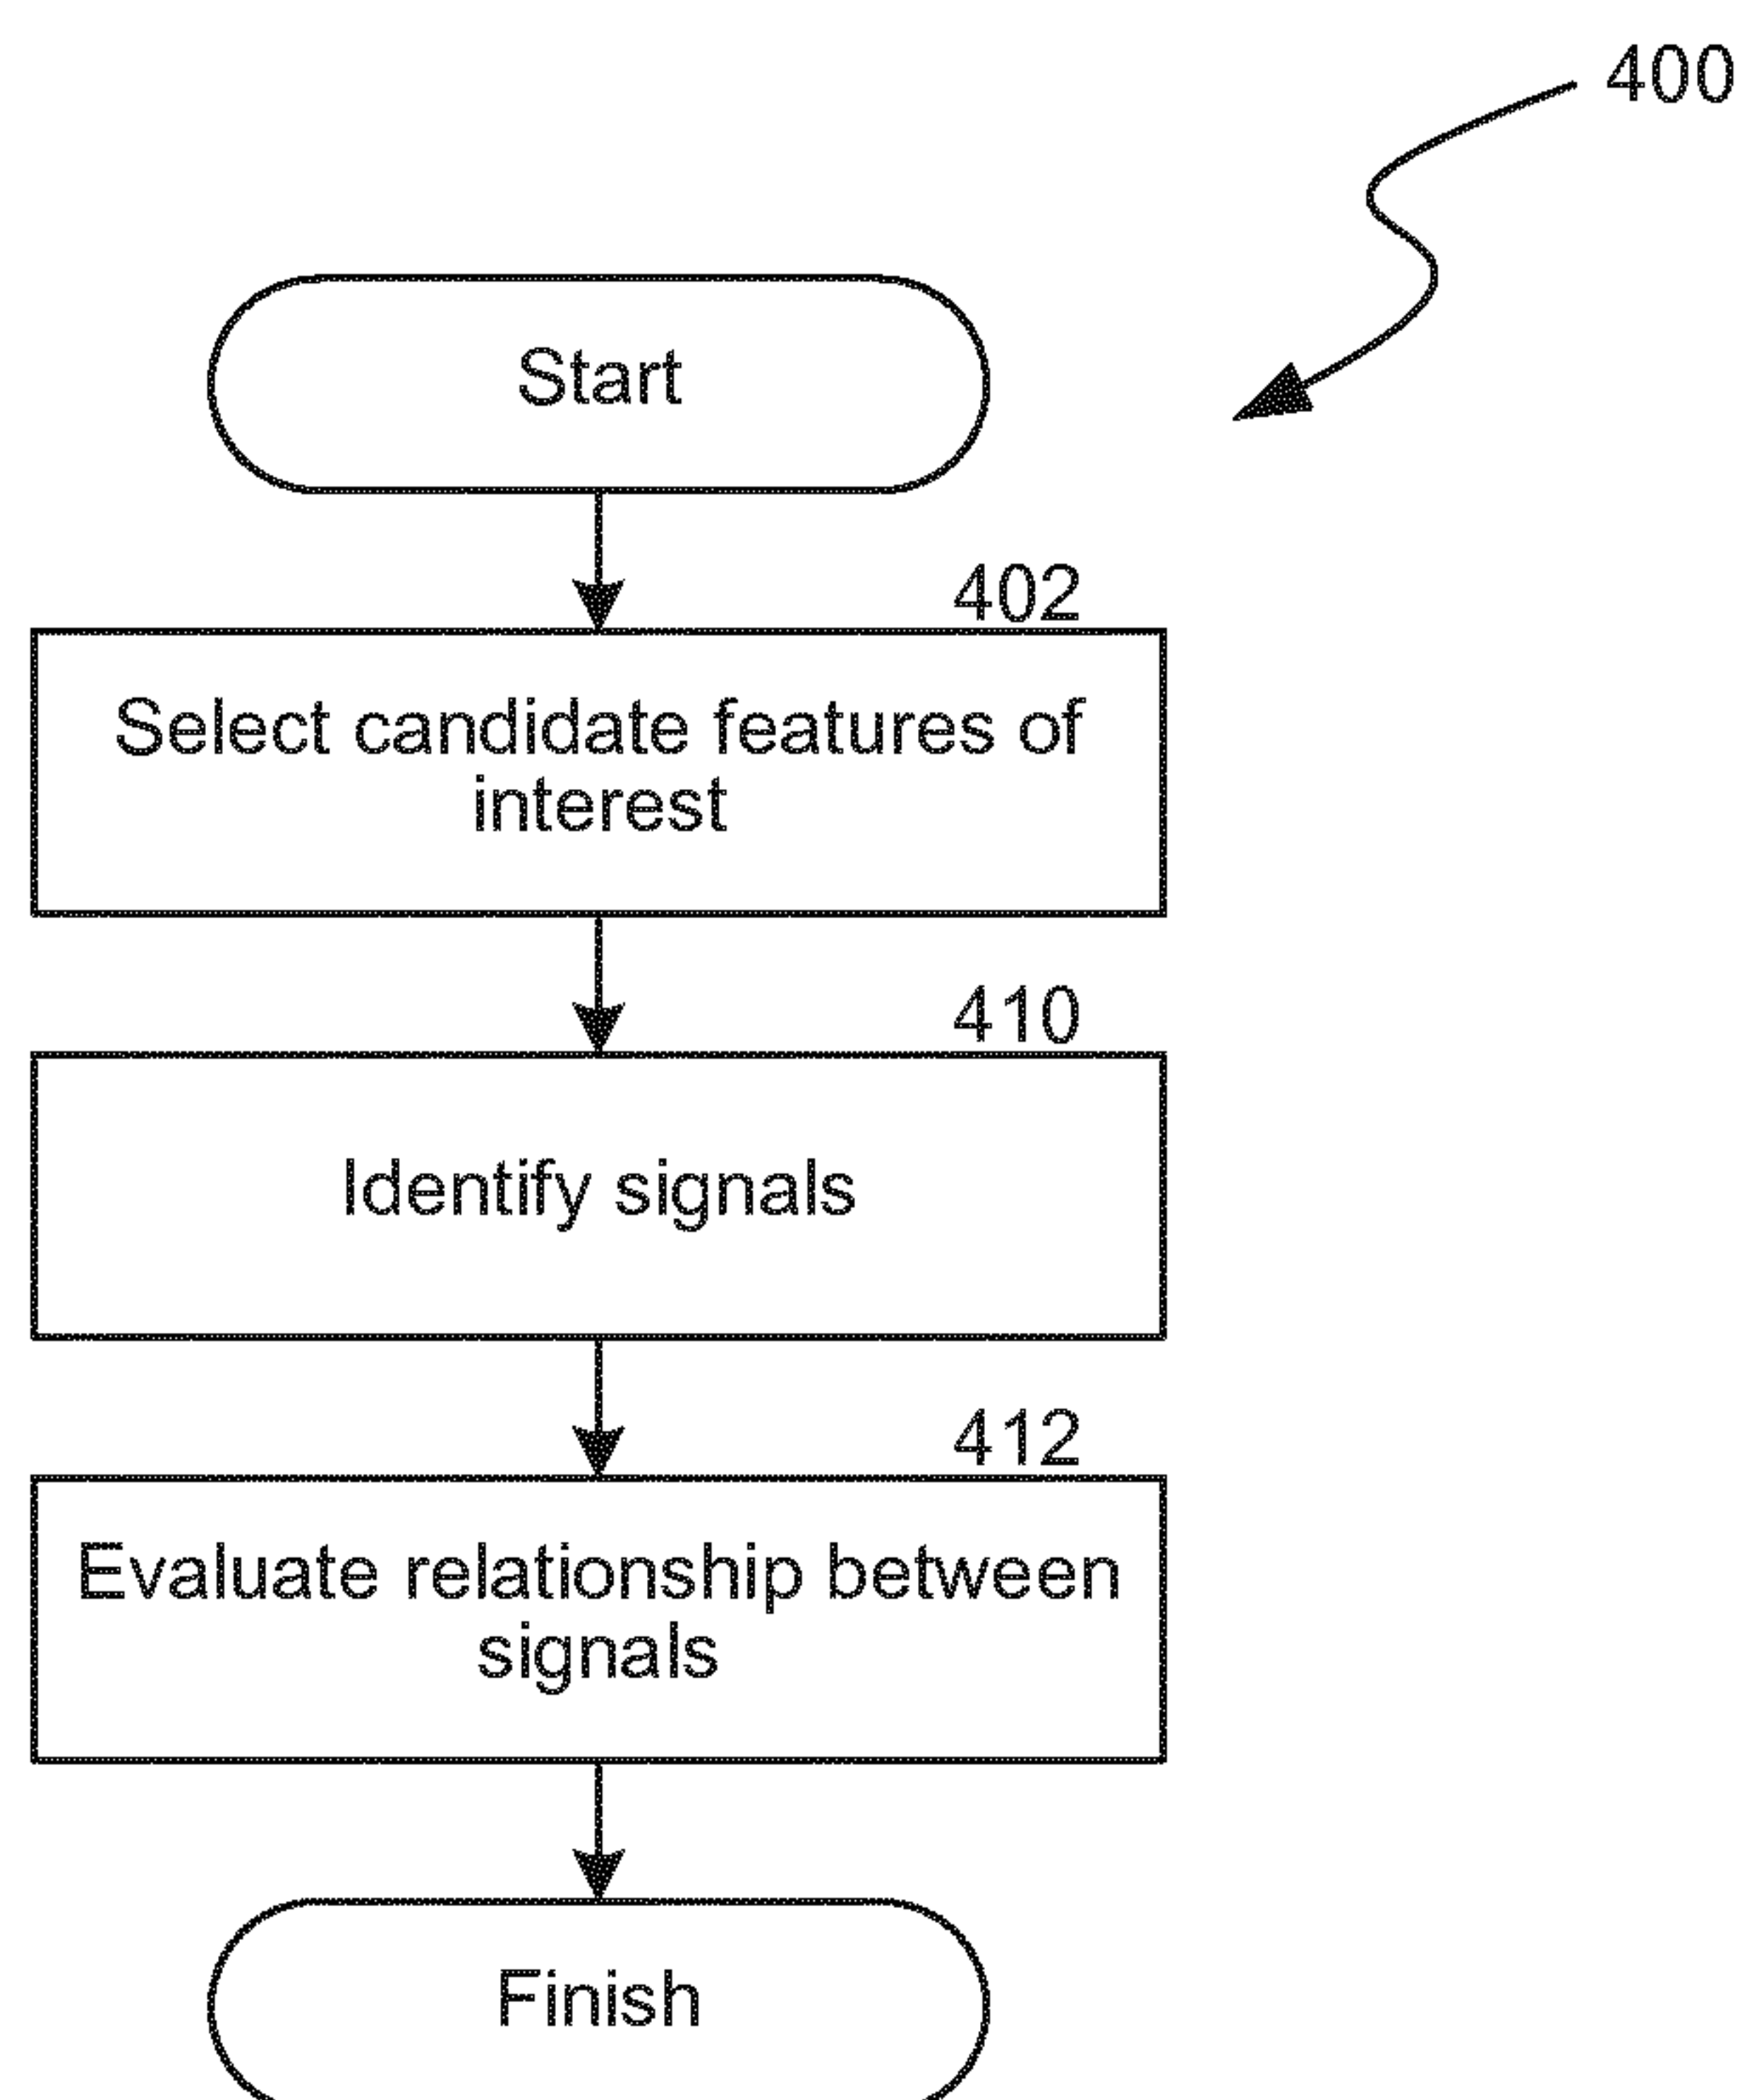 400
Start
402
Select candidate features of
interest
410
Identify signals
412
Evaluate relationship between
signals
Finish